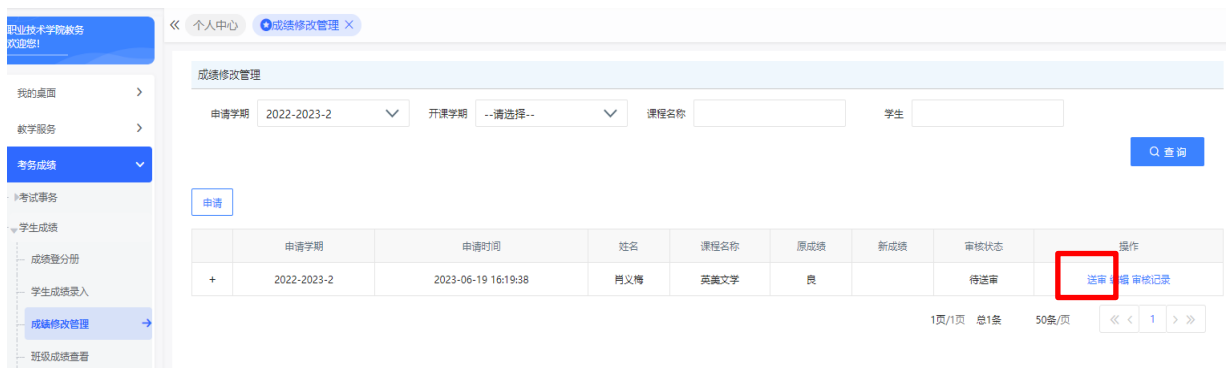 职业技术学院教务
欢迎您!
个人中心 成绩修改管理
我的桌面
教学服务
考务成绩
考试事务
学生成绩
成绩登分册
学生成绩录入
成绩修改管理
班级成绩查看
成绩修改管理
申请学期 2022-2023-2 开课学期 --请选择-- 课程名称 学生
查询
申请
申请学期 申请时间 姓名 课程名称 原成绩 新成绩 审核状态 操作
+ 2022-2023-2 2023-06-19 16:19:38 肖义梅 英美文学 良 待送审 送审 编辑 审核记录
1页/1页 总1条 50条/页 1